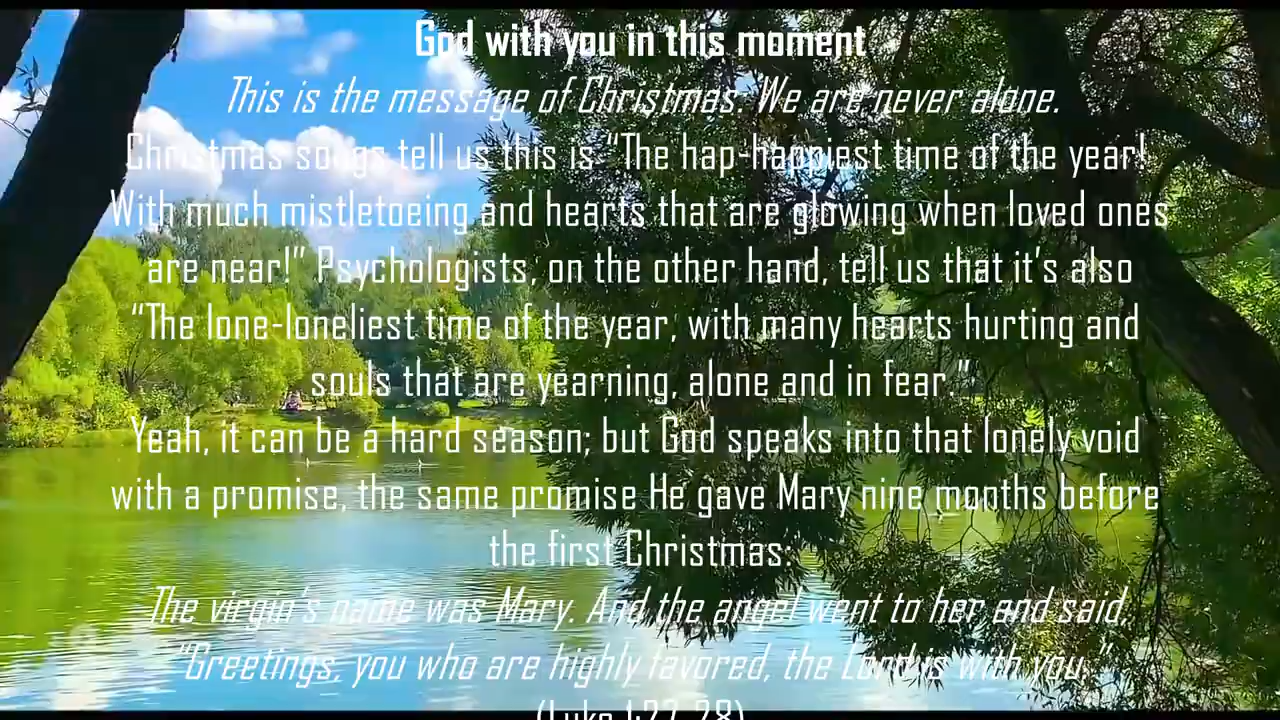 God with you in this moment
This is the message of Christmas. We are never alone.
Christmas songs tell us this is “The hap-happiest time of the year!
With much mistletoeing and hearts that are glowing when loved ones
are near!” Psychologists, on the other hand, tell us that it’s also
“The lone-loneliest time of the year, with many hearts hurting and
souls that are yearning, alone and in fear.”
Yeah, it can be a hard season; but God speaks into that lonely void
with a promise, the same promise He gave Mary nine months before
the first Christmas:
The virgin’s name was Mary. And the angel went to her and said,
“Greetings, you who are highly favored, the Lord is with you.”
(Luke 1:27-28)